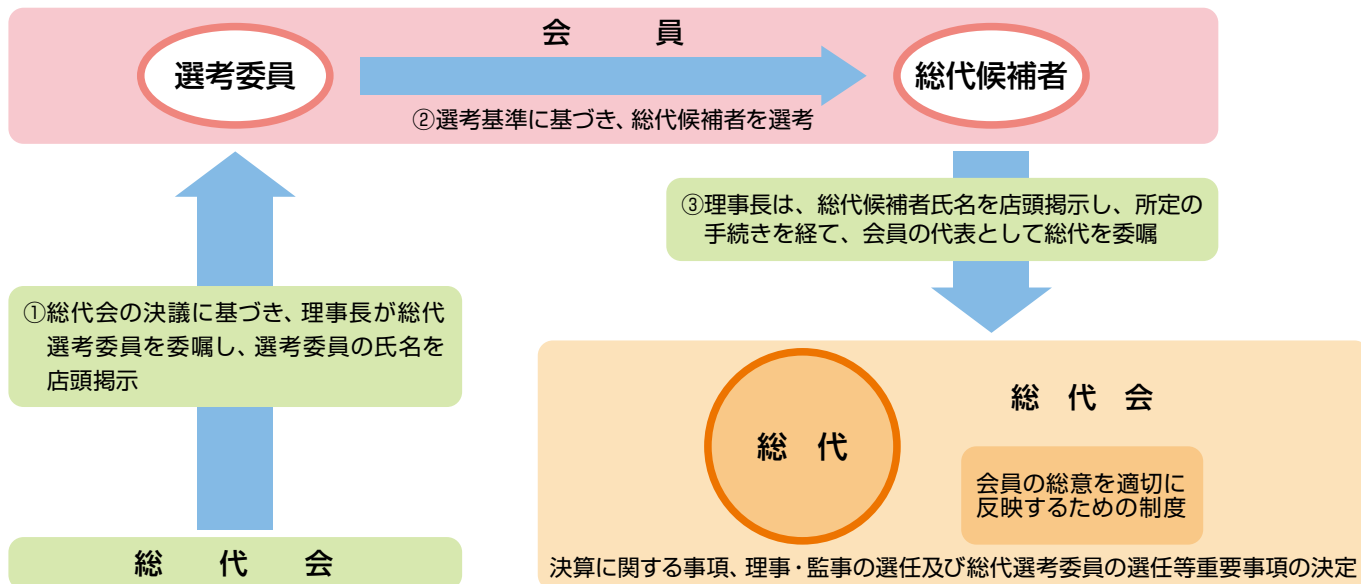 会員
選考委員
総代候補者
②選考基準に基づき、総代候補者を選考
③理事長は、総代候補者氏名を店頭掲示し、所定の
手続きを経て、会員の代表として総代を委嘱
①総代会の決議に基づき、理事長が総代
選考委員を委嘱し、選考委員の氏名を
店頭掲示
総代会
総代
総代会
会員の総意を適切に
反映するための制度
決算に関する事項、理事・監事の選任及び総代選考委員の選任等重要事項の決定